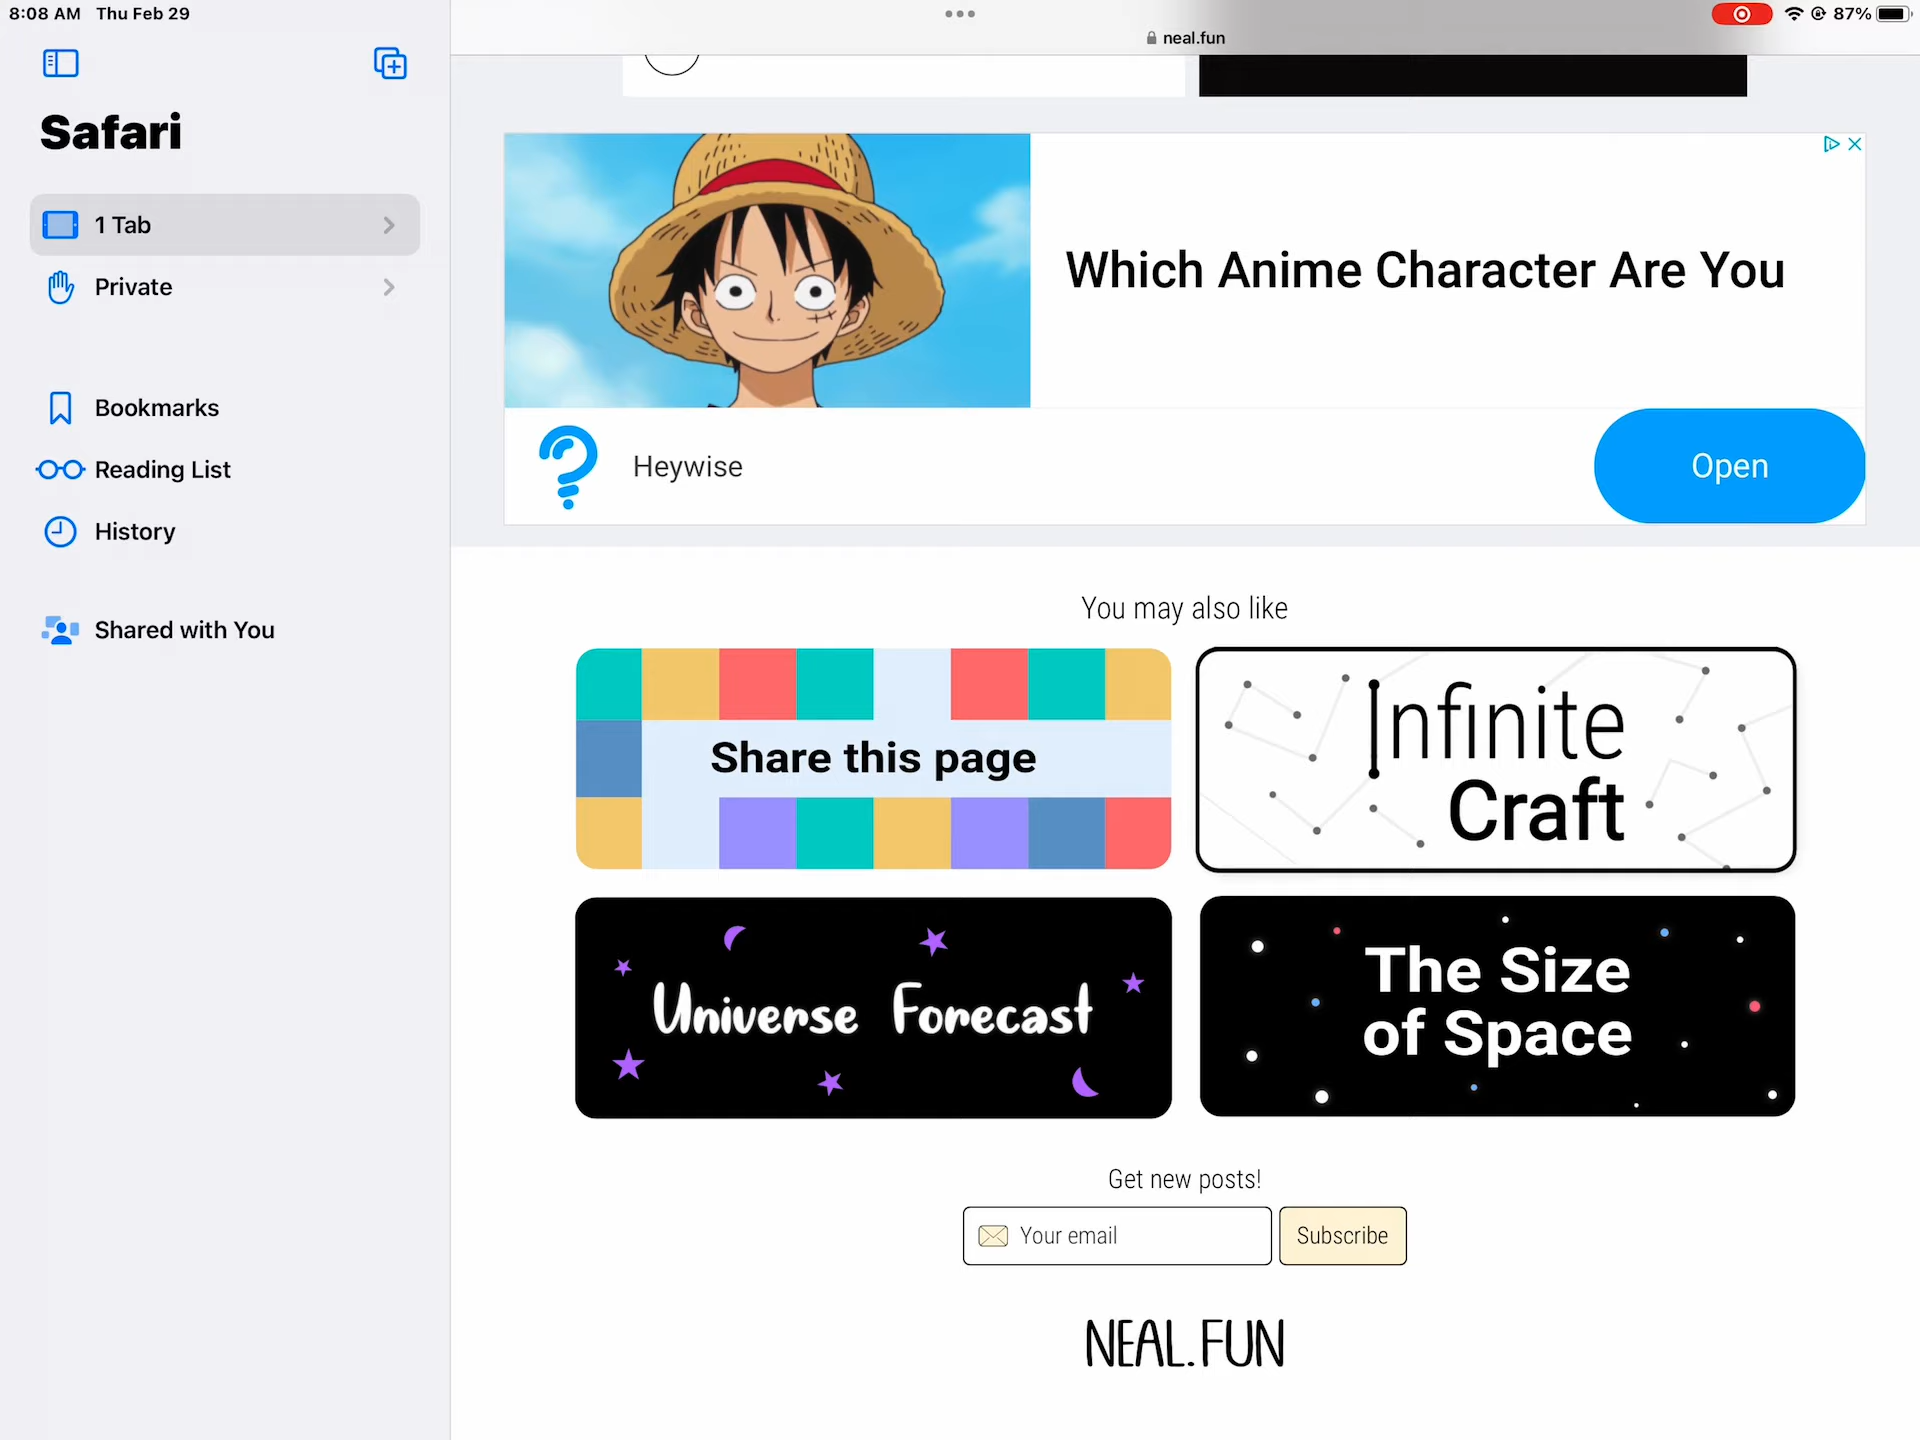 8:08 AM Thu Feb 29
neal.fun
87%
Safari
1 Tab
Private
Bookmarks
Reading List
History
Shared with You
Which Anime Character Are You
Heywise
Open
You may also like
Share this page
Infinite
Craft
Universe Forecast
The Size
of Space
Get new posts!
Your email
Subscribe
NEAL.FUN